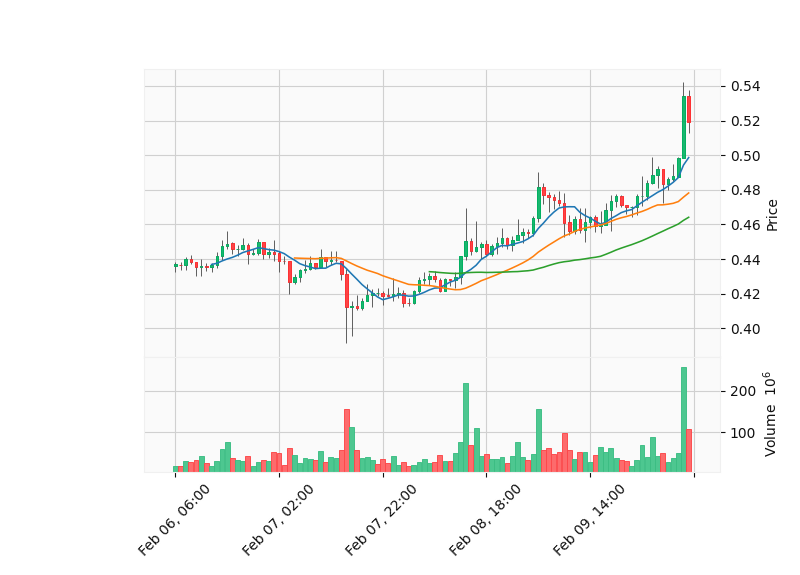 0.54
0.52
0.50
0.48
0.46
0.44
0.42
0.40
Price
200
100
Volume 10^6
Feb 06, 06:00
Feb 07, 02:00
Feb 07, 22:00
Feb 08, 18:00
Feb 09, 14:00